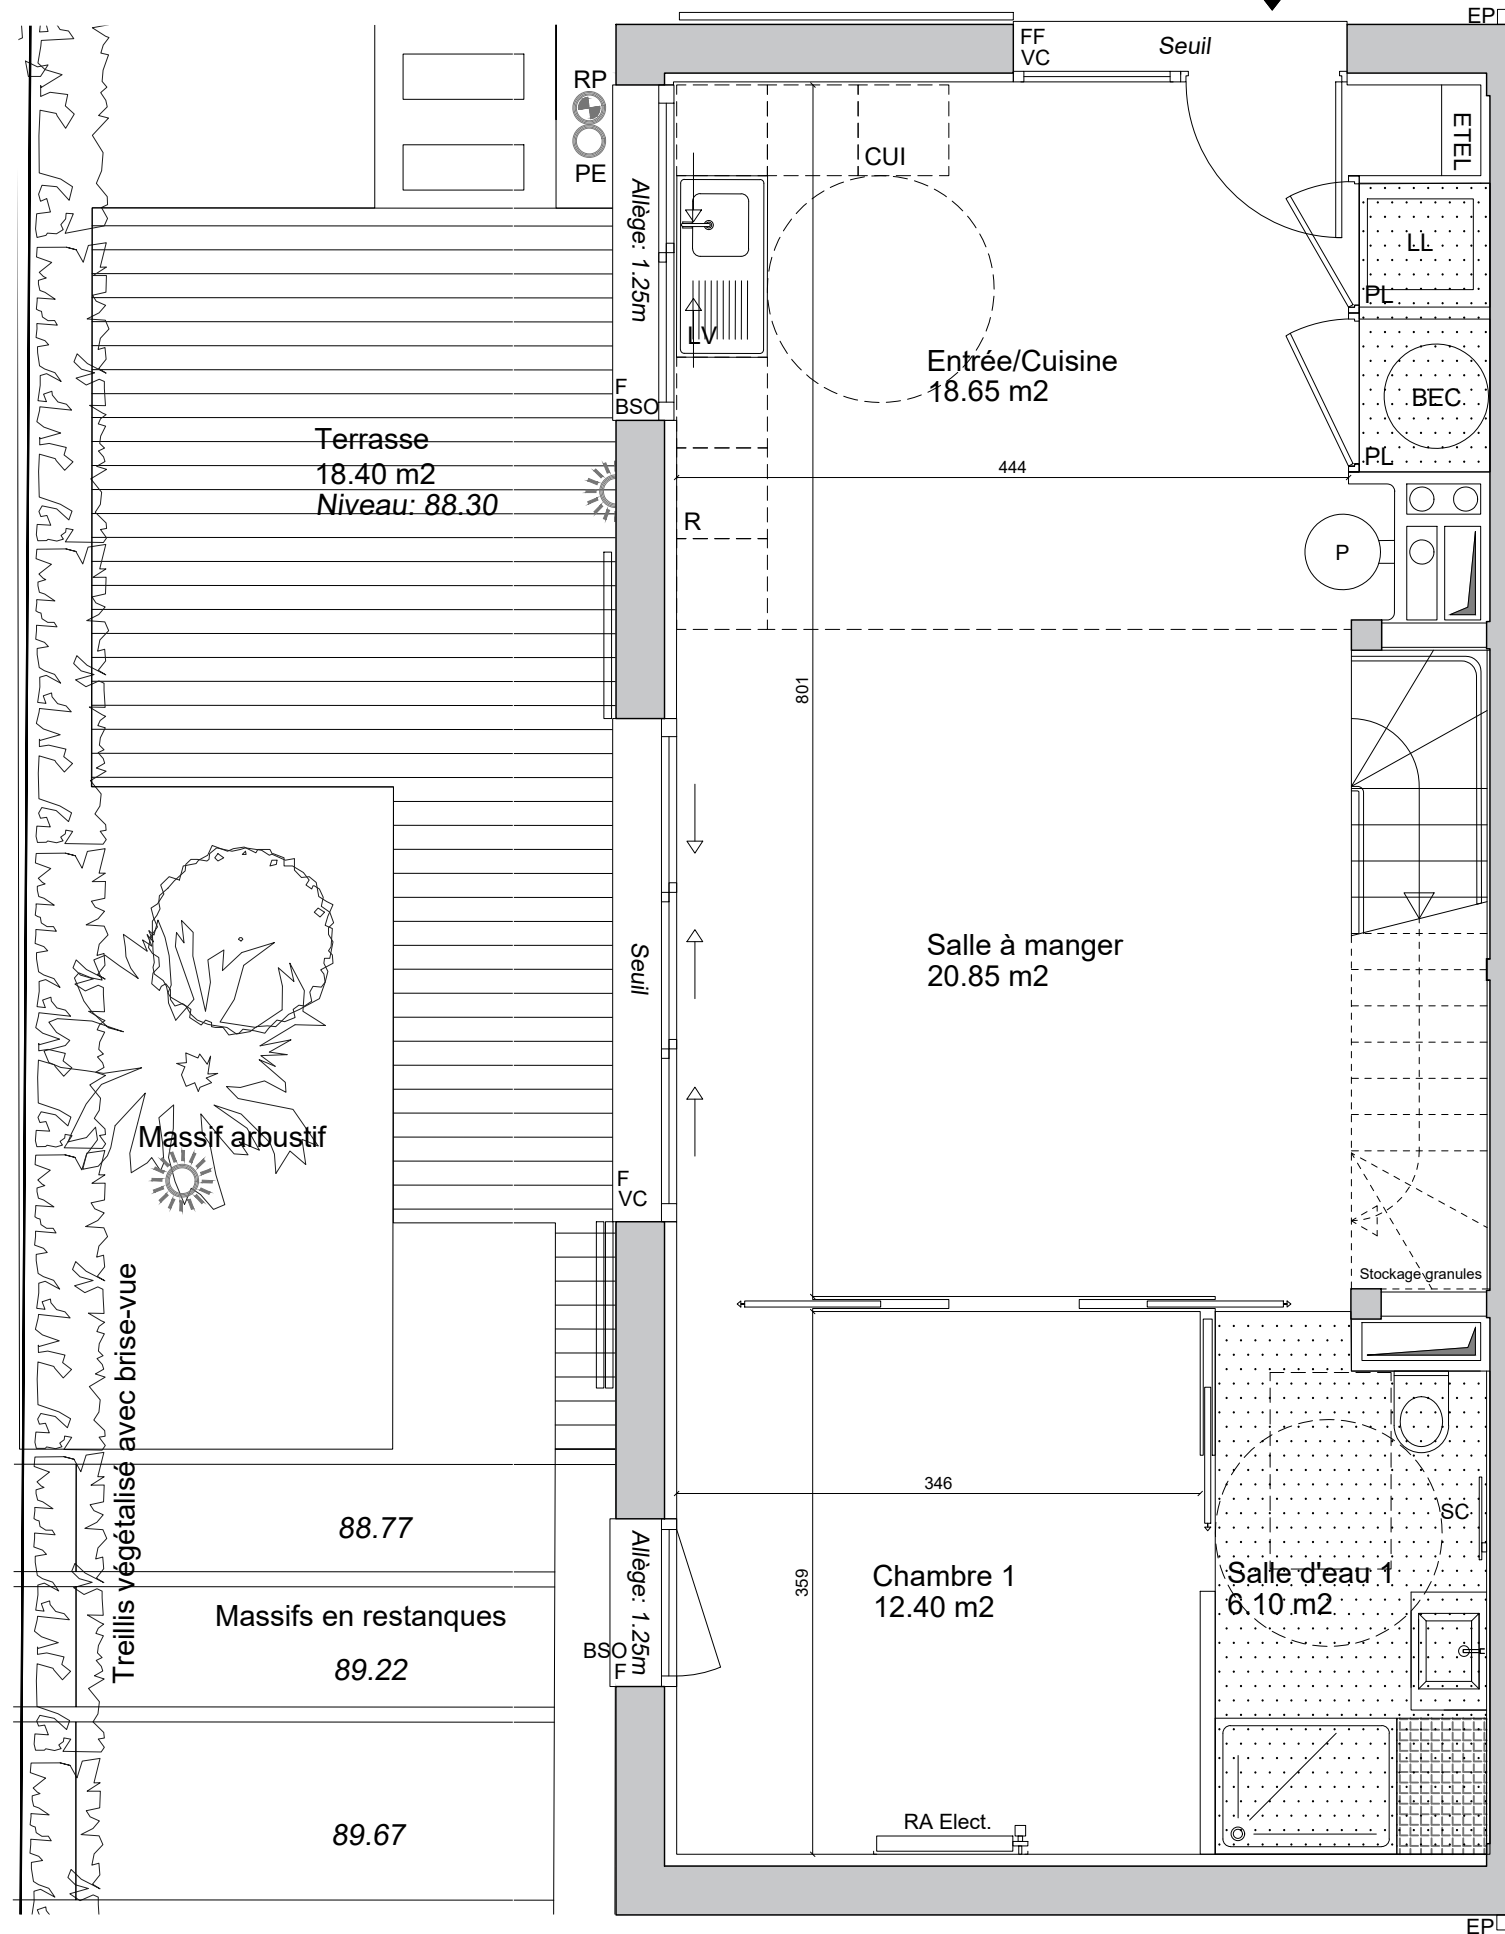 EP
FF
VC
Seuil
RP
PE
Allège: 1.25m
CUI
ETEL
LL
PL
LV
Entrée/Cuisine
18.65 m2
F
BSO
BEC
PL
Terrasse
18.40 m2
Niveau: 88.30
444
R
P
801
Salle à manger
20.85 m2
Seuil
Massif arbustif
F
VC
Stockage granules
Treillis végétalisé avec brise-vue
346
88.77
SC
Allège: 1.25m
Chambre 1
12.40 m2
359
Salle d'eau 1
6.10 m2
Massifs en restanques
BSO
F
89.22
RA Elect.
89.67
EP